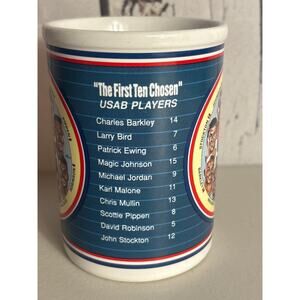 "The First Ten Chosen"
USAB PLAYERS
Charles Barkley 14
Larry Bird 7
Patrick Ewing 6
Magic Johnson 15
Michael Jordan 9
Karl Malone 11
Chris Mullin 13
Scottie Pippen 8
David Robinson 5
John Stockton 12